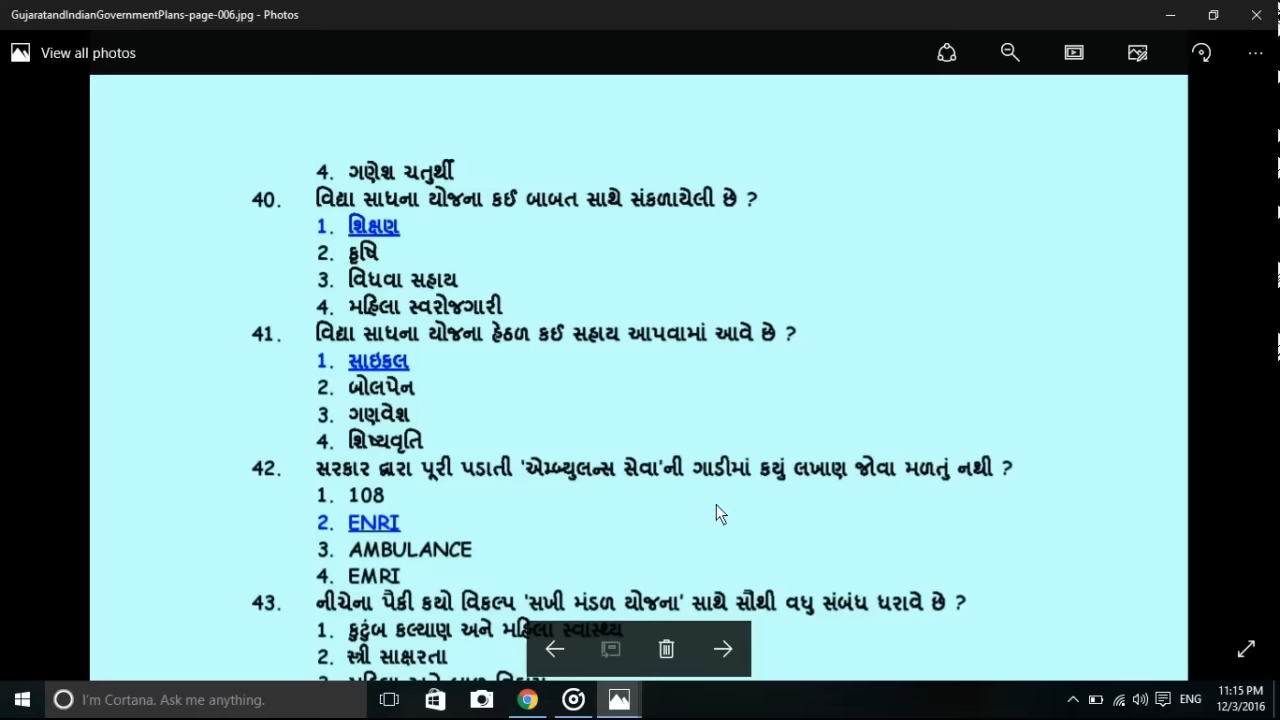 GujaratandIndianGovernmentPlans-page-006.jpg - Photos
View all photos
4. ગણેશ ચતુર્થી
40. વિદ્યા સાધના યોજના કઈ બાબત સાથે સંકળાયેલી છે ?
1. શિક્ષણ
2. કૃષિ
3. વિધવા સહાય
4. મહિલા સ્વરોજગારી
41. વિદ્યા સાધના યોજના હેઠળ કઈ સહાય આપવામાં આવે છે ?
1. સાઇકલ
2. બોલપેન
3. ગણવેશ
4. શિષ્યવૃતિ
42. સરકાર દ્વારા પૂરી પડાતી 'એમ્બ્યુલન્સ સેવા'ની ગાડીમાં કયું લખાણ જોવા મળતું નથી ?
1. 108
2. ENRI
3. AMBULANCE
4. EMRI
43. નીચેના પૈકી કયો વિકલ્પ 'સખી મંડળ યોજના' સાથે સૌથી વધુ સંબંધ ધરાવે છે ?
1. કુટુંબ કલ્યાણ અને મહિલા સ્વાસ્થ્ય
2. સ્ત્રી સાક્ષરતા
I'm Cortana. Ask me anything.
ENG
11:15 PM
12/3/2016